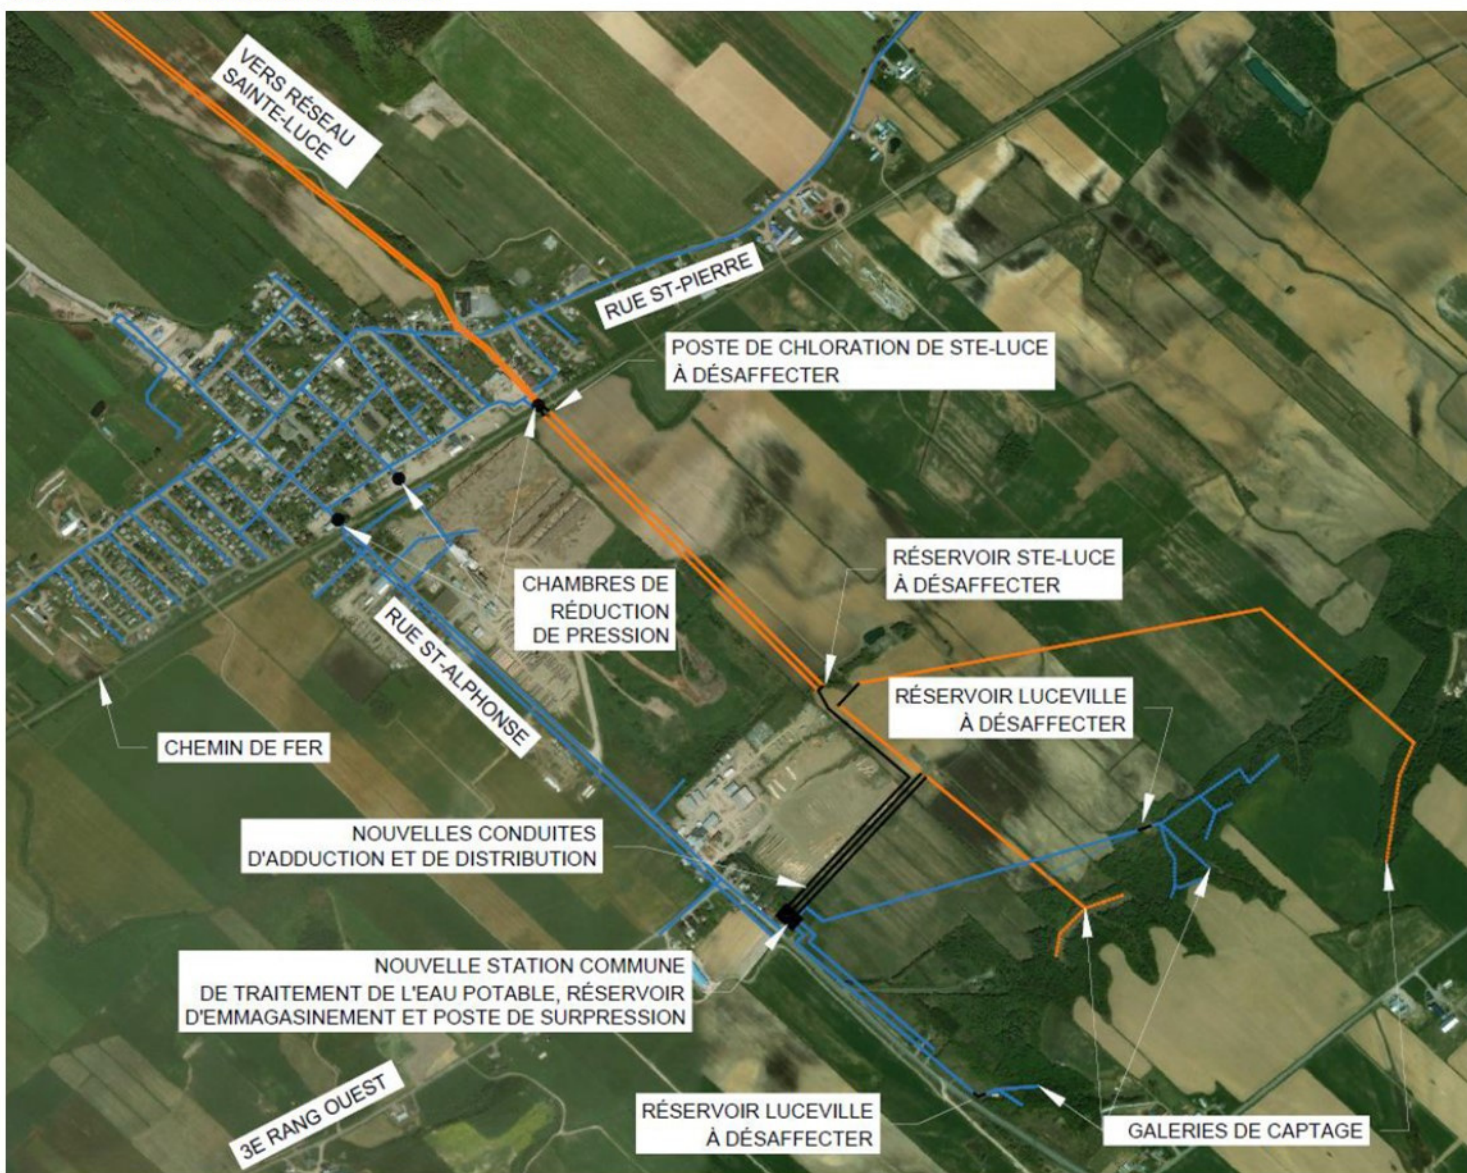 VERS RÉSEAU
SAINTE-LUCE
RUE ST-PIERRE
POSTE DE CHLORATION DE STE-LUCE
À DÉSAFFECTER
RÉSERVOIR STE-LUCE
À DÉSAFFECTER
CHAMBRES DE
RÉDUCTION
DE PRESSION
RUE ST-ALPHONSE
RÉSERVOIR LUCEVILLE
À DÉSAFFECTER
CHEMIN DE FER
NOUVELLES CONDUITES
D'ADDUCTION ET DE DISTRIBUTION
NOUVELLE STATION COMMUNE
DE TRAITEMENT DE L'EAU POTABLE, RÉSERVOIR
D'EMMAGASINEMENT ET POSTE DE SURPRESSION
3E RANG OUEST
RÉSERVOIR LUCEVILLE
À DÉSAFFECTER
GALERIES DE CAPTAGE